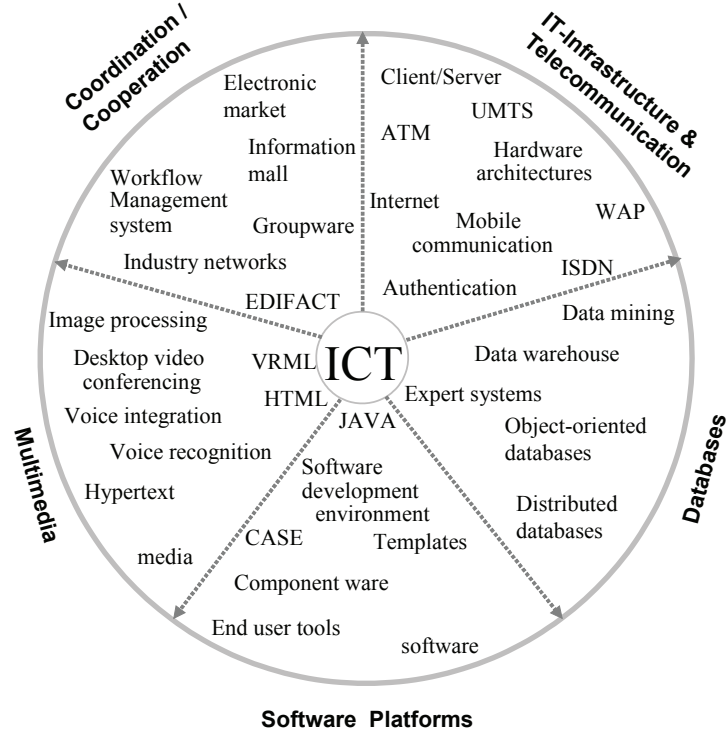 Coordination /
Cooperation
IT-Infrastructure &
Telecommunication
Electronic
market
Information
mall
Workflow
Management
system
Groupware
Industry networks
EDIFACT
Client/Server
UMTS
ATM
Hardware
architectures
Internet
WAP
Mobile
communication
ISDN
Authentication
Data mining
Data warehouse
Expert systems
Object-oriented
databases
Distributed
databases
Databases
ICT
Image processing
Desktop video
conferencing
VRML
HTML
Voice integration
Voice recognition
Hypertext
media
Multimedia
JAVA
Software
development
environment
CASE
Templates
Component ware
End user tools
software
Software Platforms